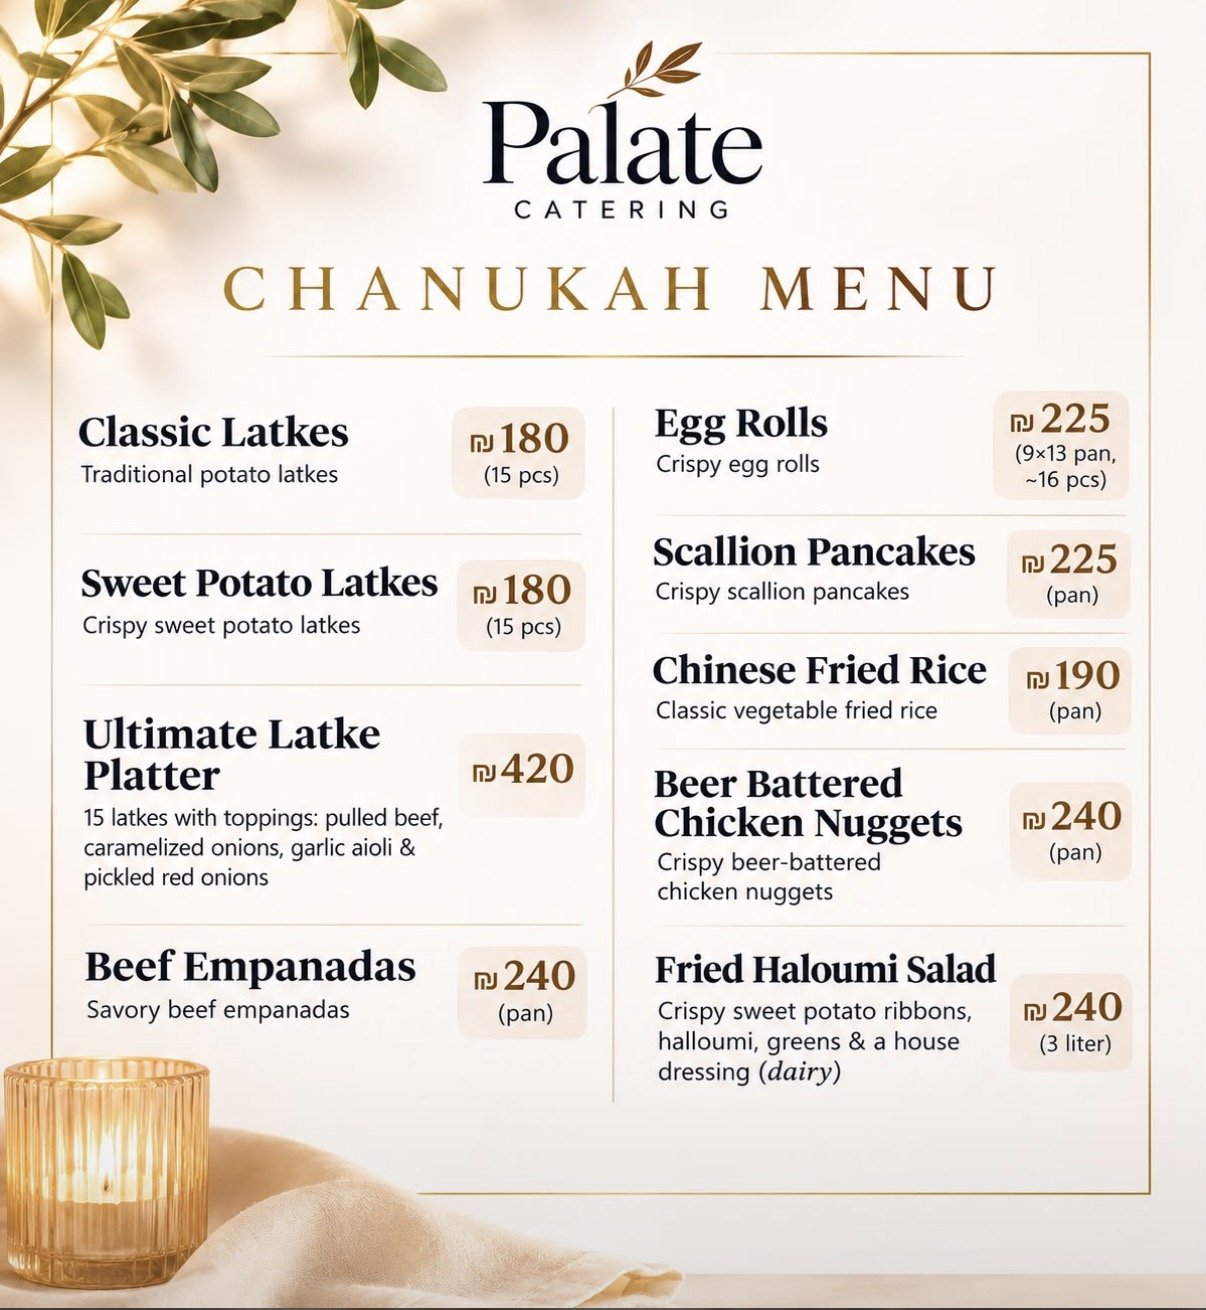 Palate
CATERING
CHANUKAH MENU
Classic Latkes
₪180
Traditional potato latkes
(15 pcs)
Sweet Potato Latkes
₪180
Crispy sweet potato latkes
(15 pcs)
Ultimate Latke
Platter
₪420
15 latkes with toppings: pulled beef,
caramelized onions, garlic aioli &
pickled red onions
Beef Empanadas
₪240
Savory beef empanadas
(pan)
Egg Rolls
₪225
Crispy egg rolls
(9×13 pan,
~16 pcs)
Scallion Pancakes
₪225
Crispy scallion pancakes
(pan)
Chinese Fried Rice
₪190
Classic vegetable fried rice
(pan)
Beer Battered
Chicken Nuggets
₪240
(pan)
Crispy beer-battered
chicken nuggets
Fried Haloumi Salad
₪240
(3 liter)
Crispy sweet potato ribbons,
halloumi, greens & a house
dressing (dairy)